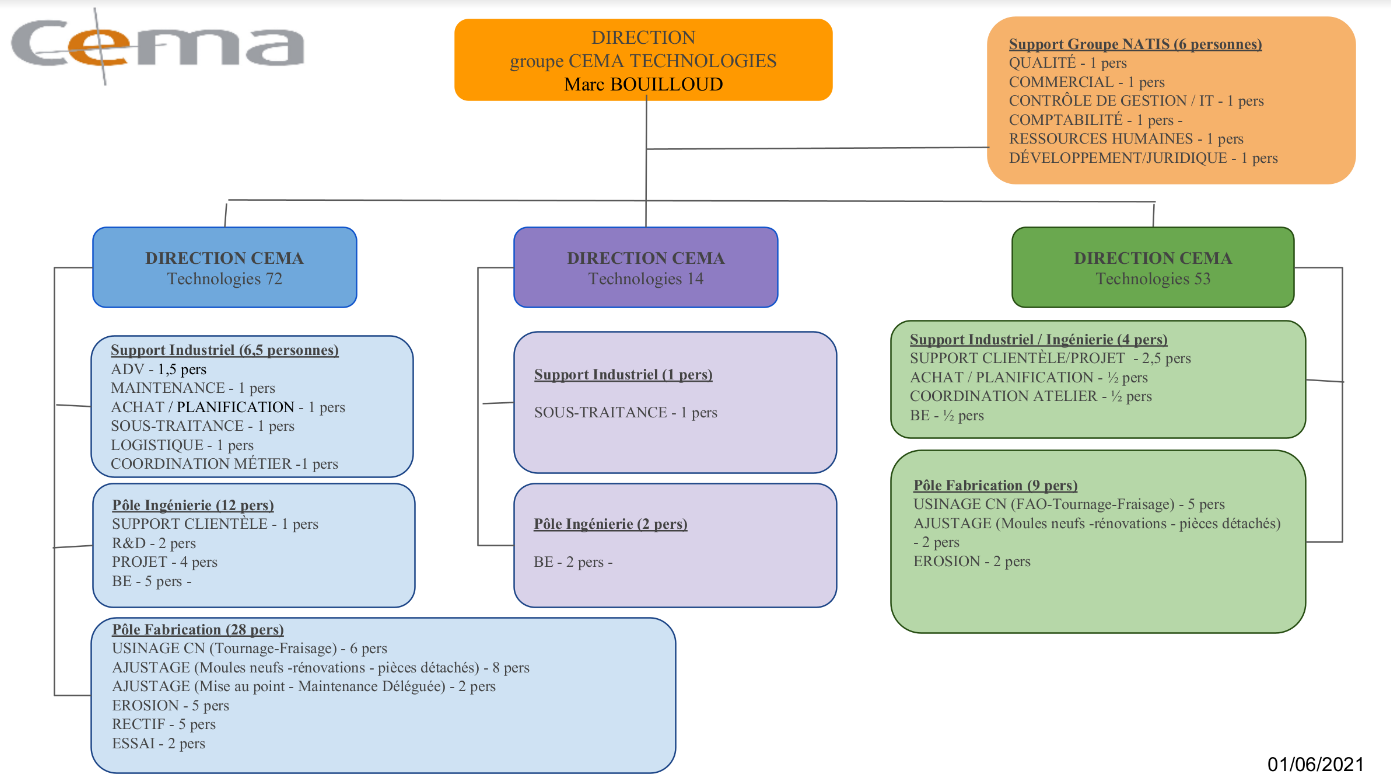 Cema
DIRECTION
groupe CEMA TECHNOLOGIES
Marc BOUILLOUD
Support Groupe NATIS (6 personnes)
QUALITÉ - 1 pers
COMMERCIAL - 1 pers
CONTRÔLE DE GESTION / IT - 1 pers
COMPTABILITÉ - 1 pers -
RESSOURCES HUMAINES - 1 pers
DÉVELOPPEMENT/JURIDIQUE - 1 pers
DIRECTION CEMA
Technologies 72
Support Industriel (6,5 personnes)
ADV - 1,5 pers
MAINTENANCE - 1 pers
ACHAT / PLANIFICATION - 1 pers
SOUS-TRAITANCE - 1 pers
LOGISTIQUE - 1 pers
COORDINATION MÉTIER -1 pers
Pôle Ingénierie (12 pers)
SUPPORT CLIENTÈLE - 1 pers
R&D - 2 pers
PROJET - 4 pers
BE - 5 pers -
Pôle Fabrication (28 pers)
USINAGE CN (Tournage-Fraisage) - 6 pers
AJUSTAGE (Moules neufs -rénovations - pièces détachés) - 8 pers
AJUSTAGE (Mise au point - Maintenance Déléguée) - 2 pers
EROSION - 5 pers
RECTIF - 5 pers
ESSAI - 2 pers
DIRECTION CEMA
Technologies 14
Support Industriel (1 pers)
SOUS-TRAITANCE - 1 pers
Pôle Ingénierie (2 pers)
BE - 2 pers -
DIRECTION CEMA
Technologies 53
Support Industriel / Ingénierie (4 pers)
SUPPORT CLIENTÈLE/PROJET - 2,5 pers
ACHAT / PLANIFICATION - ½ pers
COORDINATION ATELIER - ½ pers
BE - ½ pers
Pôle Fabrication (9 pers)
USINAGE CN (FAO-Tournage-Fraisage) - 5 pers
AJUSTAGE (Moules neufs -rénovations - pièces détachés)
- 2 pers
EROSION - 2 pers
01/06/2021